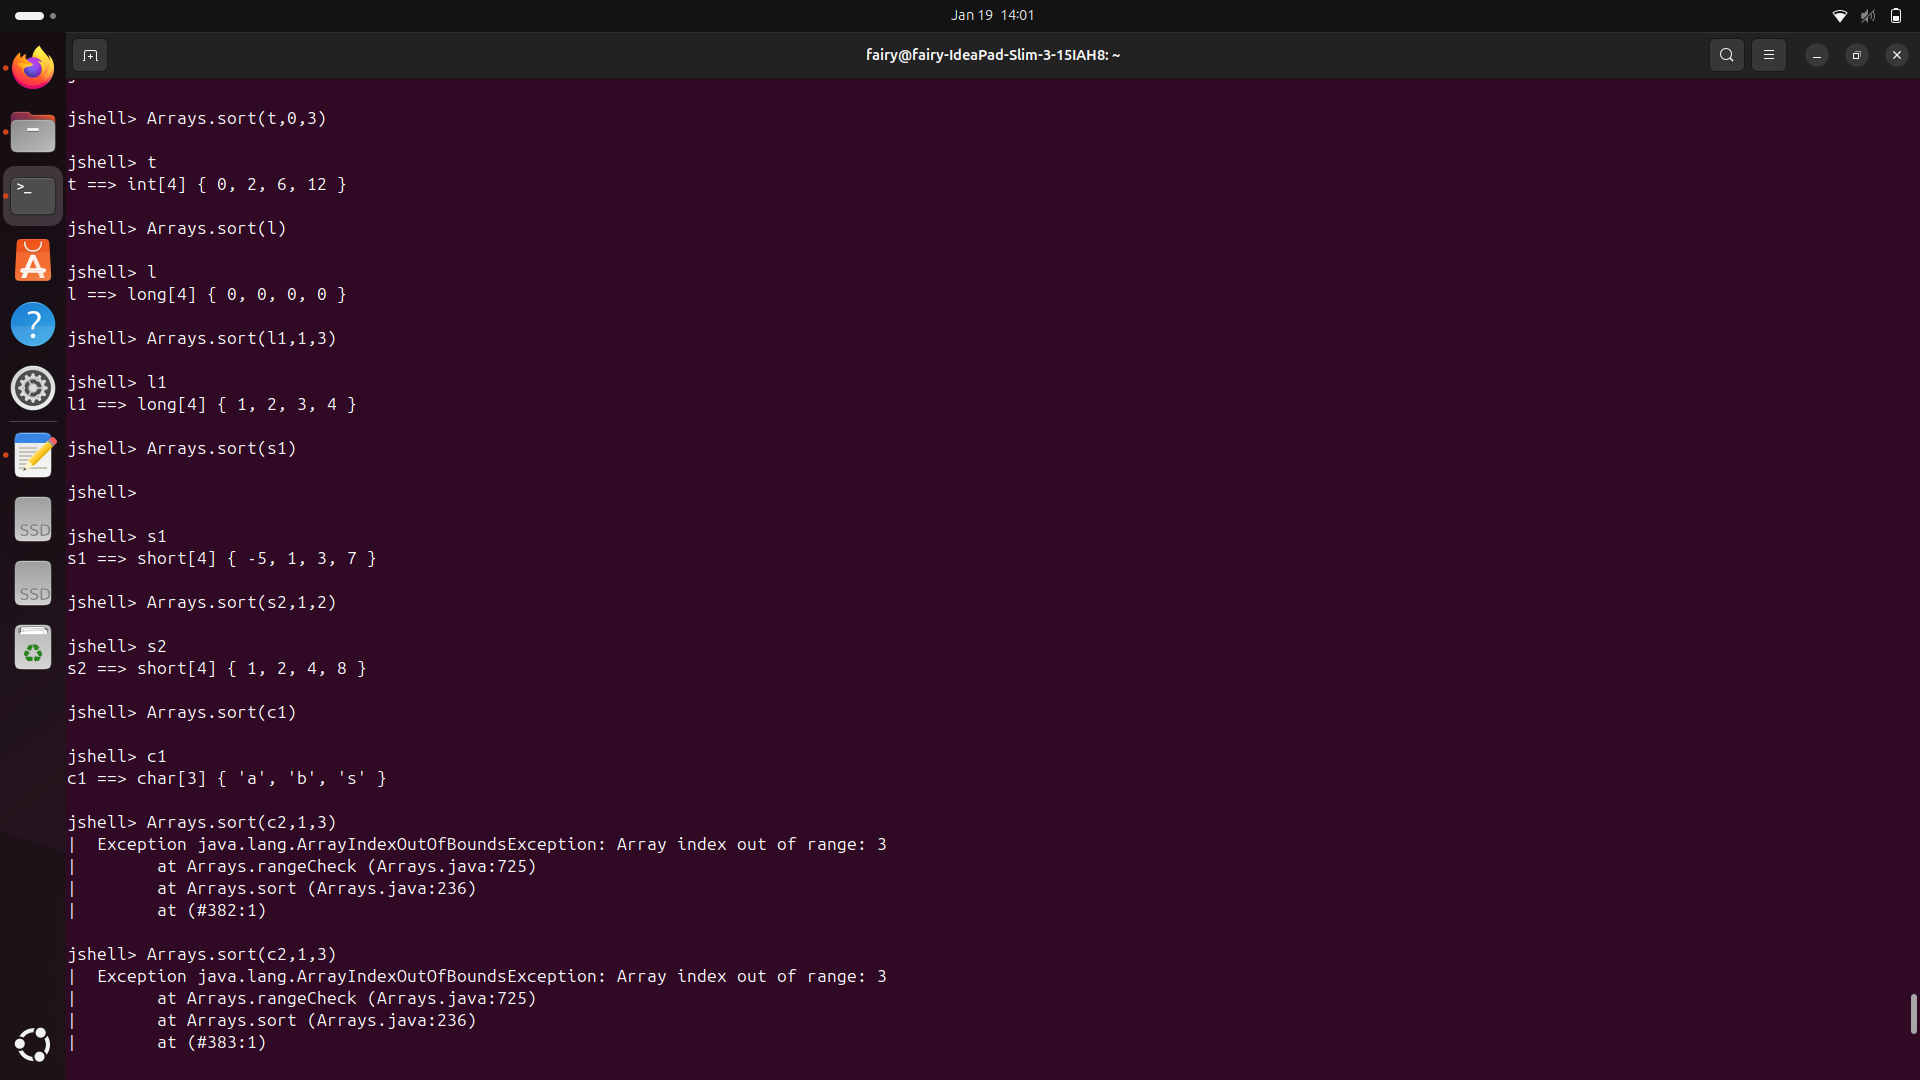 Jan 19 14:01
fairy@fairy-IdeaPad-Slim-3-15IAH8: ~
jshell> Arrays.sort(t,0,3)
jshell> t
t ==> int[4] { 0, 2, 6, 12 }
jshell> Arrays.sort(l)
jshell> l
l ==> long[4] { 0, 0, 0, 0 }
jshell> Arrays.sort(l1,1,3)
jshell> l1
l1 ==> long[4] { 1, 2, 3, 4 }
jshell> Arrays.sort(s1)
jshell>
jshell> s1
s1 ==> short[4] { -5, 1, 3, 7 }
jshell> Arrays.sort(s2,1,2)
jshell> s2
s2 ==> short[4] { 1, 2, 4, 8 }
jshell> Arrays.sort(c1)
jshell> c1
c1 ==> char[3] { 'a', 'b', 's' }
jshell> Arrays.sort(c2,1,3)
|  Exception java.lang.ArrayIndexOutOfBoundsException: Array index out of range: 3
|        at Arrays.rangeCheck (Arrays.java:725)
|        at Arrays.sort (Arrays.java:236)
|        at (#382:1)
jshell> Arrays.sort(c2,1,3)
|  Exception java.lang.ArrayIndexOutOfBoundsException: Array index out of range: 3
|        at Arrays.rangeCheck (Arrays.java:725)
|        at Arrays.sort (Arrays.java:236)
|        at (#383:1)
SSD
SSD